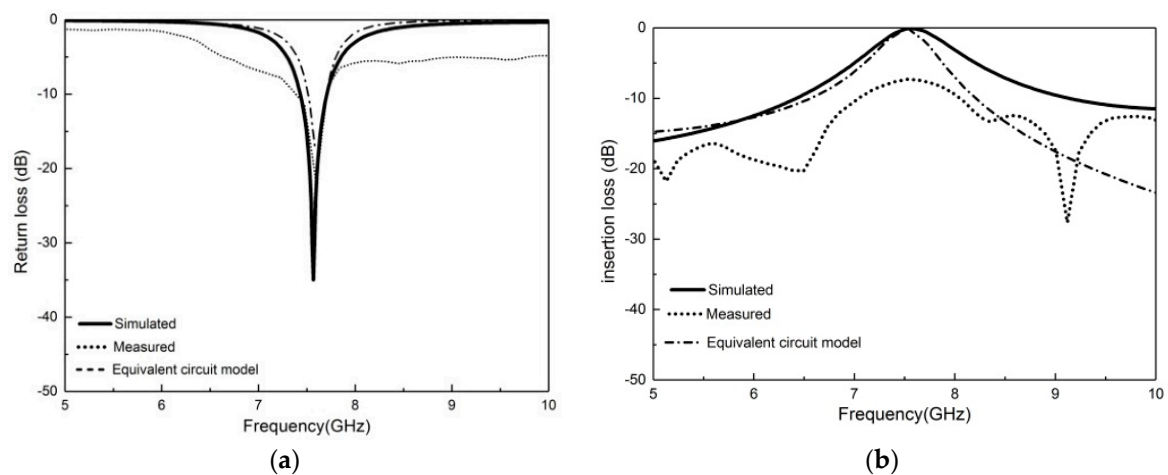 0
-10
-20
-30
-40
-50
Return loss (dB)
Simulated
Measured
Equivalent circuit model
5 6 7 8 9 10
Frequency(GHz)
(a)
0
-10
-20
-30
-40
-50
insertion loss (dB)
Simulated
Measured
Equivalent circuit model
5 6 7 8 9 10
Frequency(GHz)
(b)